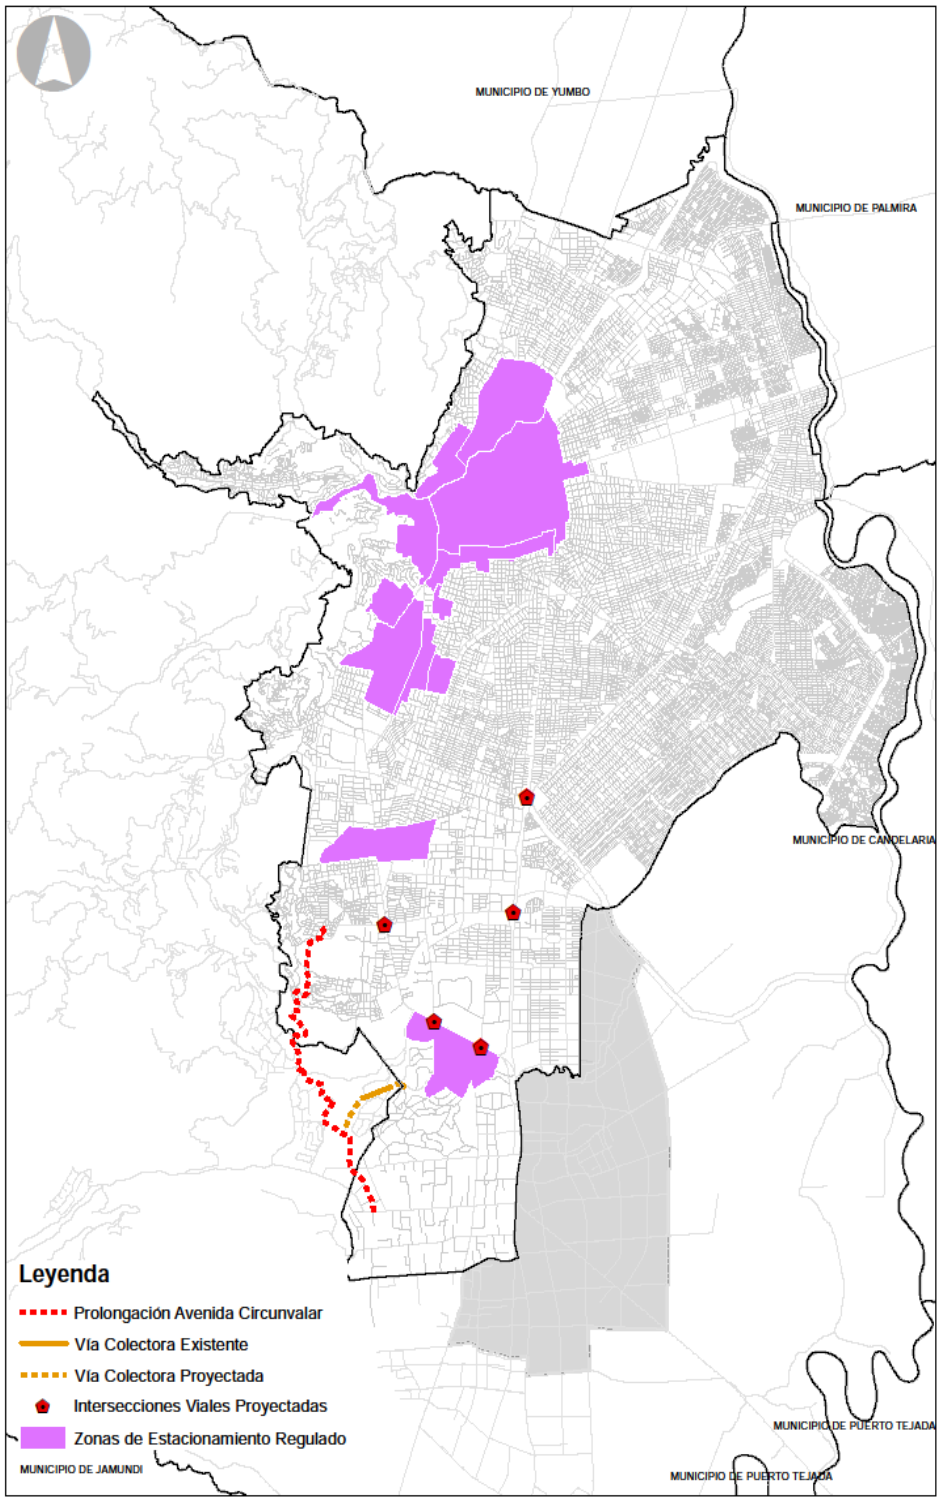 MUNICIPIO DE YUMBO
MUNICIPIO DE PALMIRA
MUNICIPIO DE CANDELARIA
Leyenda
Prolongación Avenida Circunvalar
Vía Colectora Existente
Vía Colectora Proyectada
Intersecciones Viales Proyectadas
Zonas de Estacionamiento Regulado
MUNICIPIO DE PUERTO TEJADA
MUNICIPIO DE JAMUNDI
MUNICIPIO DE PUERTO TEJADA